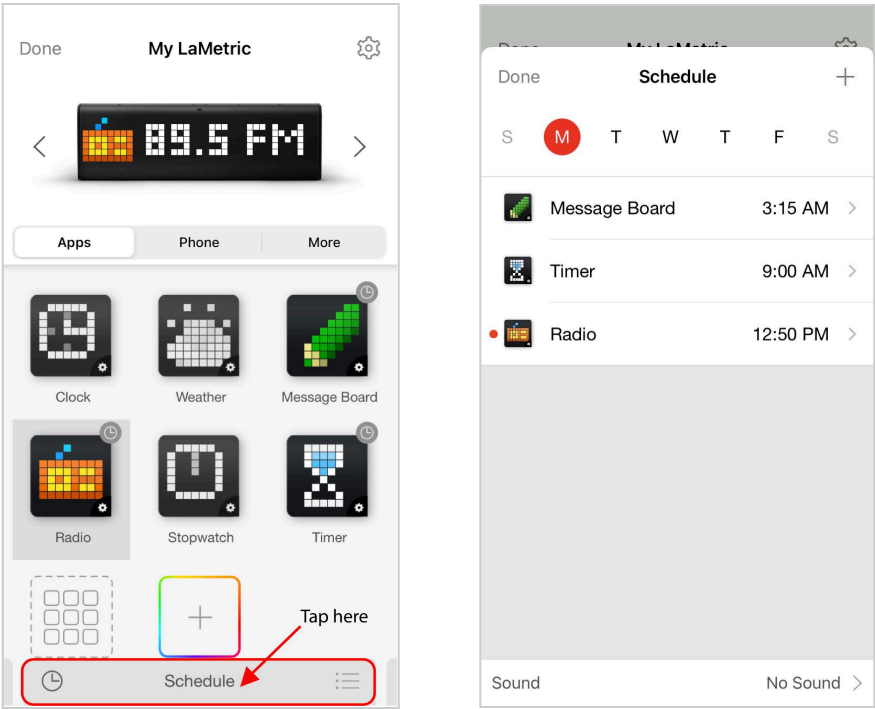 Done My LaMetric
89.5 FM
Apps Phone More
Clock Weather Message Board
Radio Stopwatch Timer
Tap here
Schedule
Done Schedule
S M T W T F S
Message Board 3:15 AM
Timer 9:00 AM
Radio 12:50 PM
Sound No Sound